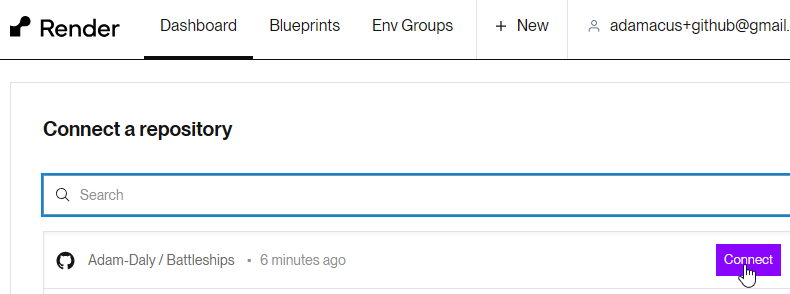 Render Dashboard Blueprints Env Groups + New adamacus+github@gmail.
Connect a repository
Search
Adam-Daly / Battleships • 6 minutes ago Connect